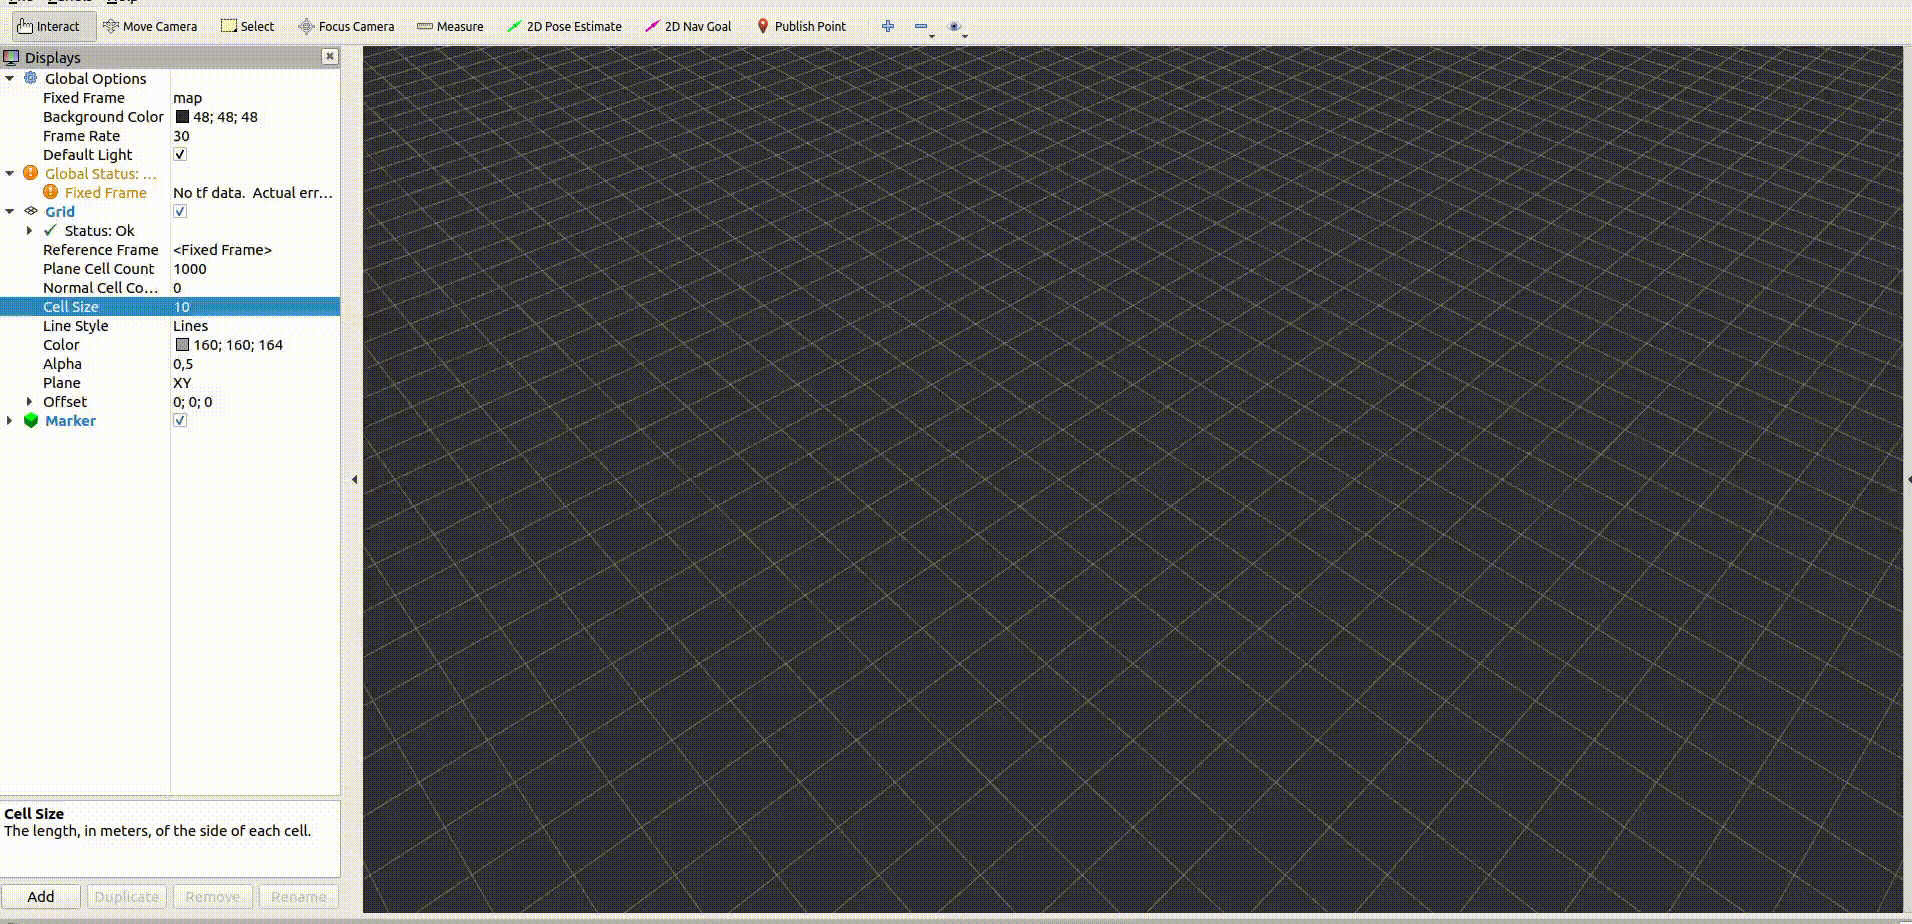 Interact Move Camera Select Focus Camera Measure 2D Pose Estimate 2D Nav Goal Publish Point
Displays
Global Options
Fixed Frame map
Background Color 48; 48; 48
Frame Rate 30
Default Light
Global Status: ...
Fixed Frame No tf data. Actual err...
Grid
Status: Ok
Reference Frame <Fixed Frame>
Plane Cell Count 1000
Normal Cell Co... 0
Cell Size 10
Line Style Lines
Color 160; 160; 164
Alpha 0,5
Plane XY
Offset 0; 0; 0
Marker
Cell Size
The length, in meters, of the side of each cell.
Add Duplicate Remove Rename